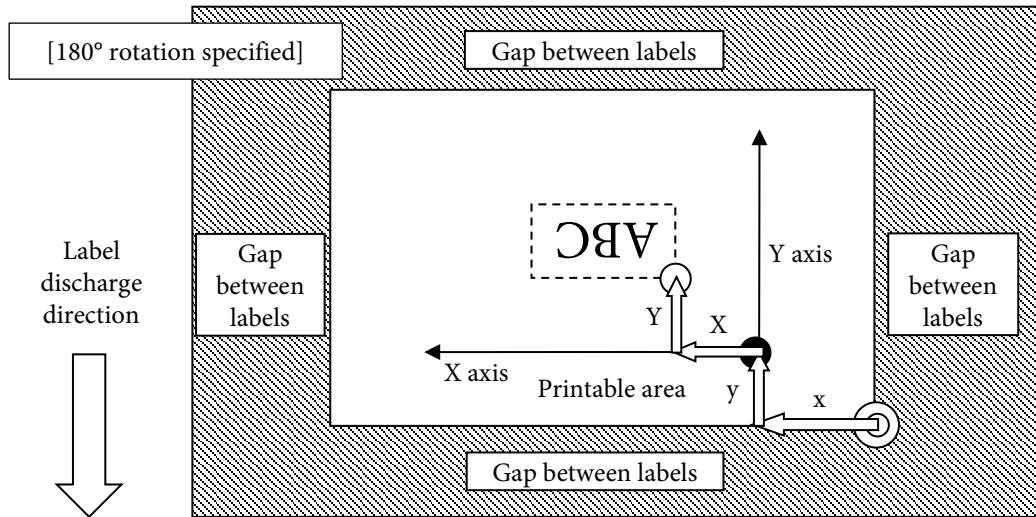 [180° rotation specified]
Gap between labels
ABC
Y axis
Label
discharge
direction
Gap
between
labels
Gap
between
labels
Y
X
X axis
Printable area
y
x
Gap between labels